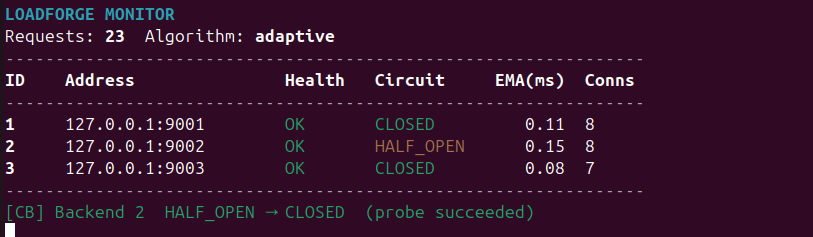 LOADFORGE MONITOR
Requests: 23  Algorithm: adaptive
----------------------------------------------------------------
ID    Address               Health   Circuit     EMA(ms)  Conns
----------------------------------------------------------------
1     127.0.0.1:9001        OK       CLOSED         0.11  8
2     127.0.0.1:9002        OK       HALF_OPEN      0.15  8
3     127.0.0.1:9003        OK       CLOSED         0.08  7
----------------------------------------------------------------
[CB] Backend 2  HALF_OPEN → CLOSED  (probe succeeded)